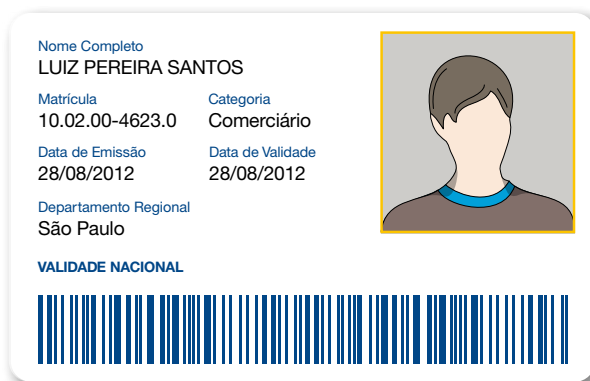 Nome Completo
LUIZ PEREIRA SANTOS
Matrícula Categoria
10.02.00-4623.0 Comerciário
Data de Emissão Data de Validade
28/08/2012 28/08/2012
Departamento Regional
São Paulo
VALIDADE NACIONAL